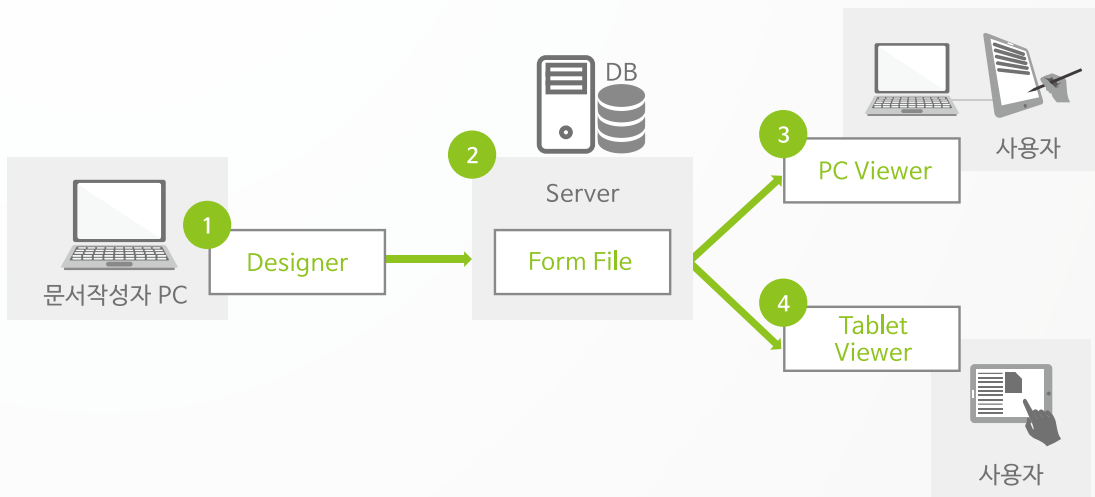 1
Designer
문서작성자 PC
DB
2
Server
Form File
3
PC Viewer
사용자
4
Tablet
Viewer
사용자